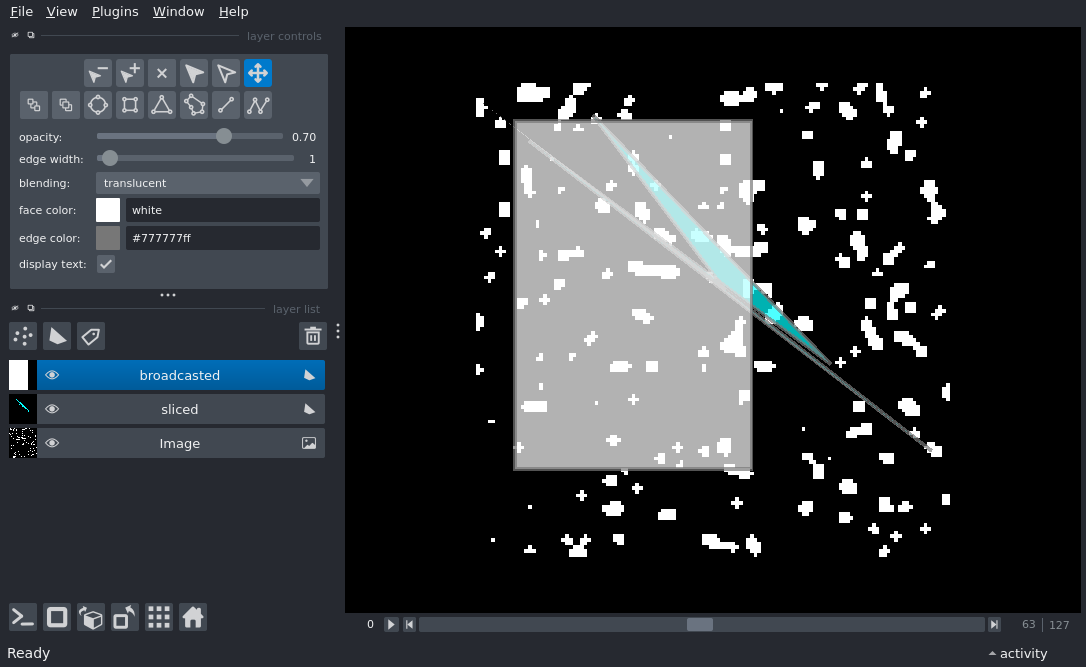 File View Plugins Window Help
layer controls
opacity: 0.70
edge width: 1
blending: translucent
face color: white
edge color: #777777ff
display text:
layer list
broadcasted
sliced
Image
0 63 127
Ready activity